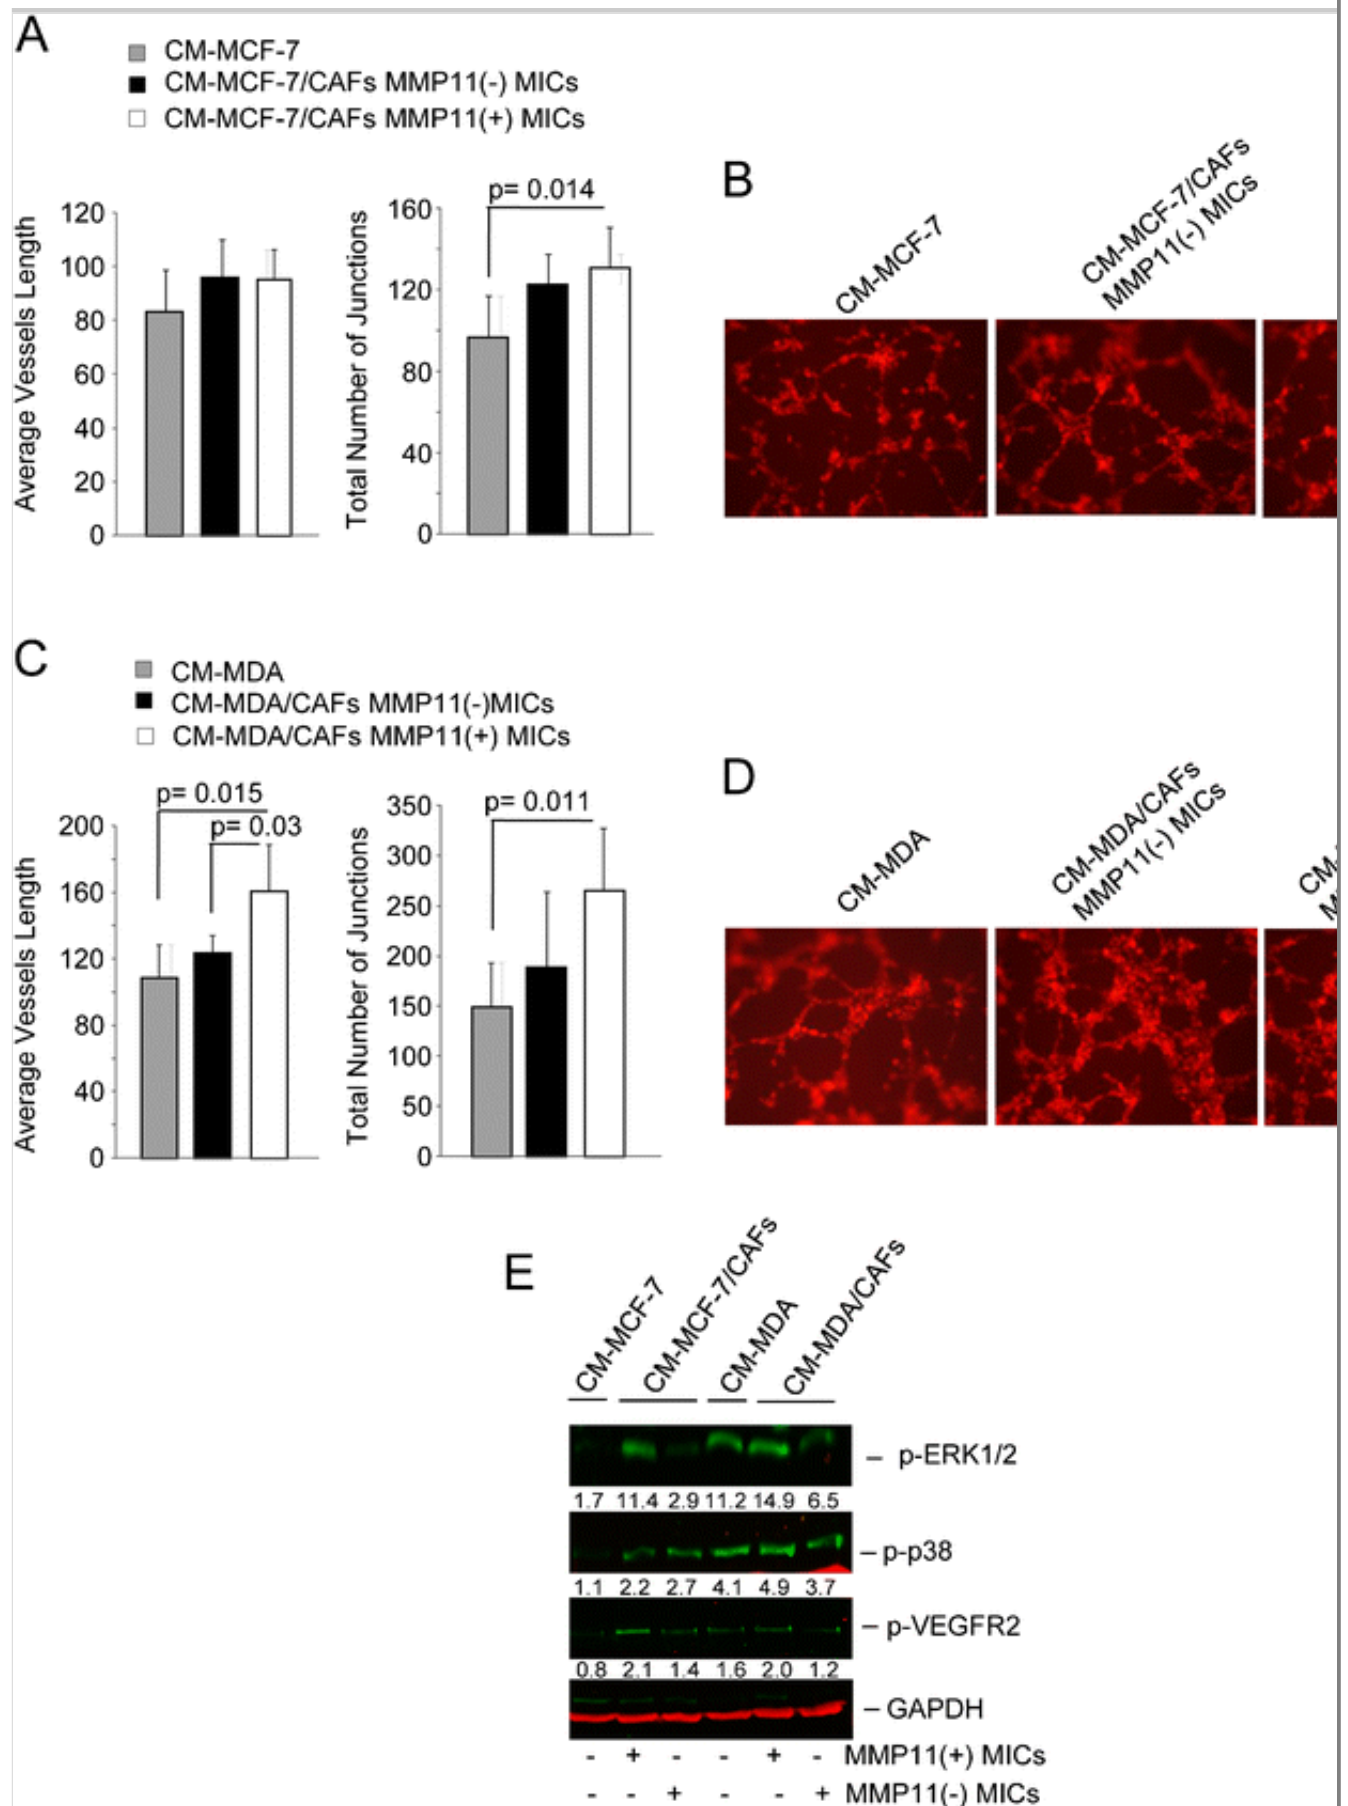 A
CM-MCF-7
CM-MCF-7/CAFs MMP11(-) MICs
CM-MCF-7/CAFs MMP11(+) MICs
Average Vessels Length
120
100
80
60
40
20
0
Total Number of Junctions
p= 0.014
160
120
80
40
0
B
CM-MCF-7
CM-MCF-7/CAFs
MMP11(-) MICs
C
CM-MDA
CM-MDA/CAFs MMP11(-)MICs
CM-MDA/CAFs MMP11(+) MICs
Average Vessels Length
p= 0.015
p= 0.03
200
160
120
80
40
0
Total Number of Junctions
p= 0.011
350
300
250
200
150
100
50
0
D
CM-MDA
CM-MDA/CAFs
MMP11(-) MICs
CM-
E
CM-MCF-7
CM-MCF-7/CAFs
CM-MDA
CM-MDA/CAFs
– p-ERK1/2
1.7 11.4 2.9 11.2 14.9 6.5
– p-p38
1.1 2.2 2.7 4.1 4.9 3.7
– p-VEGFR2
0.8 2.1 1.4 1.6 2.0 1.2
– GAPDH
- + - - + - MMP11(+) MICs
- - + - - + MMP11(-) MICs